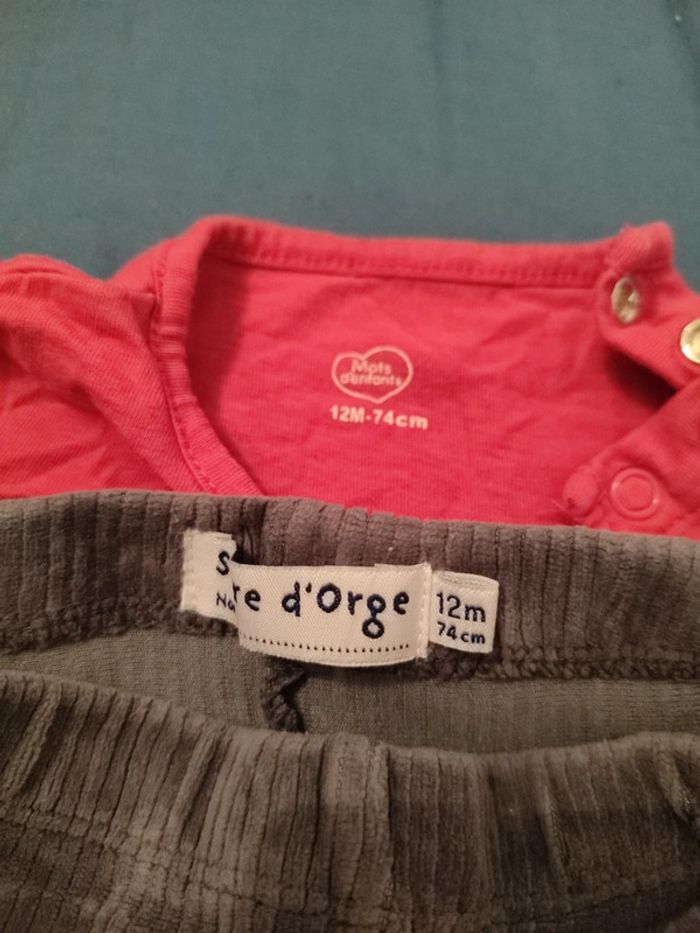 Mots
d'enfants
12M-74cm
s re d'Orge
12m
74cm